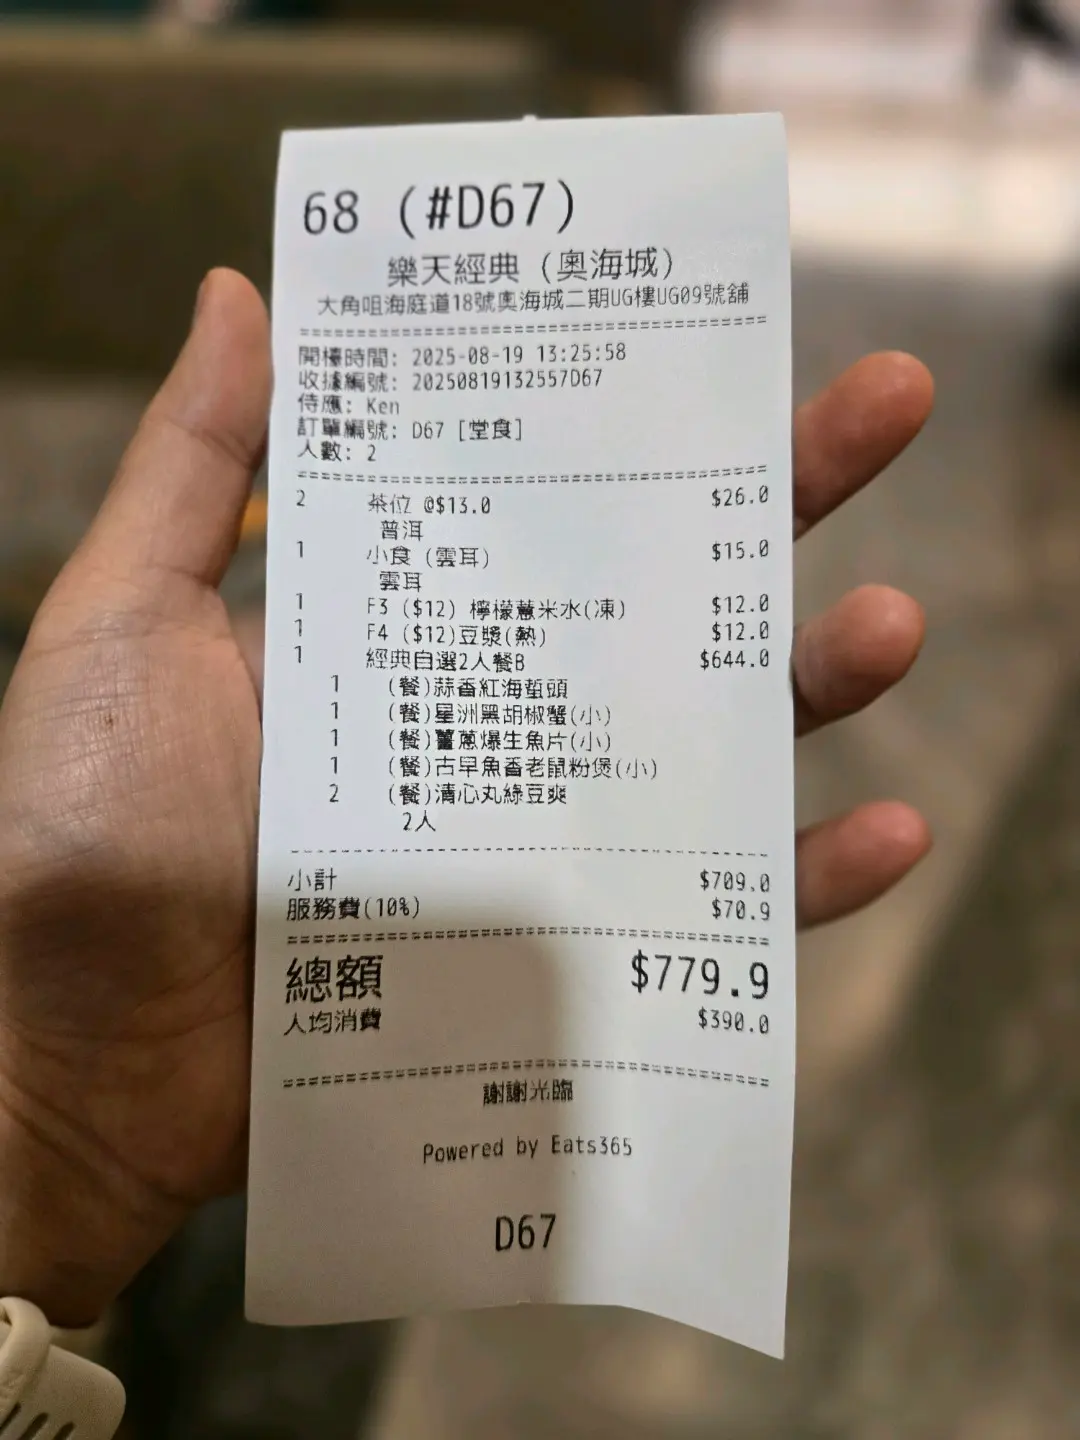 68 (#D67)
樂天經典 (奧海城)
大角咀海庭道18號奧海城二期UG樓UG09號舖
開檯時間: 2025-08-19 13:25:58
收據編號: 20250819132557D67
侍應: Ken
訂單編號: D67 [堂食]
人數: 2
2 茶位 @$13.0 $26.0
普洱
1 小食 (雲耳) $15.0
雲耳
1 F3 ($12) 檸檬薏米水(凍) $12.0
1 F4 ($12)豆漿(熱) $12.0
1 經典自選2人餐B $644.0
1 (餐)蒜香紅海蜇頭
1 (餐)星洲黑胡椒蟹(小)
1 (餐)薑蔥爆生魚片(小)
1 (餐)古早魚香老鼠粉煲(小)
2 (餐)清心丸綠豆爽
2人
小計 $709.0
服務費(10%) $70.9
總額 $779.9
人均消費 $390.0
謝謝光臨
Powered by Eats365
D67